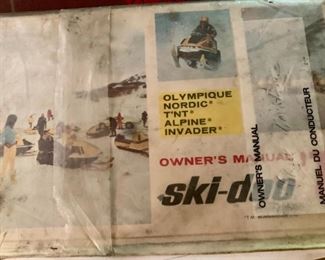 OLYMPIQUE*
NORDIC*
T'NT*
ALPINE*
INVADER*
OWNER'S MANUAL
ski-doo
OWNER'S MANUAL
MANUEL DU CONDUCTEUR